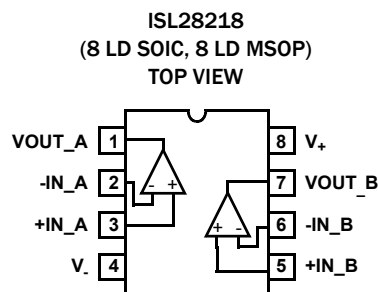 ISL28218
(8 LD SOIC, 8 LD MSOP)
TOP VIEW
VOUT_A 1 8 V+
-IN_A 2 - + 7 VOUT_B
+IN_A 3 + - 6 -IN_B
V- 4 5 +IN_B